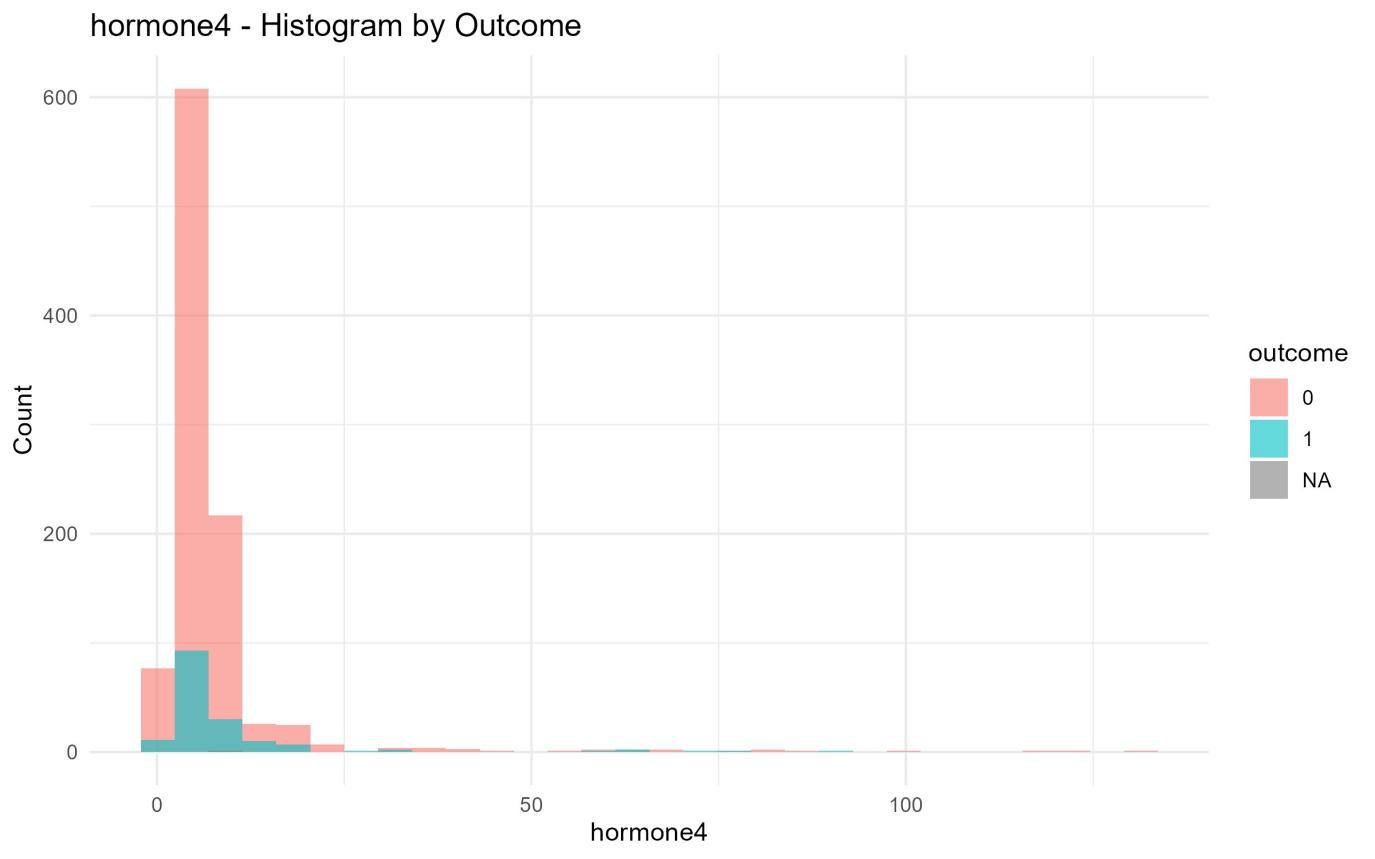 hormone4 - Histogram by Outcome
600
400
200
0
Count
0 50 100
hormone4
outcome
0
1
NA